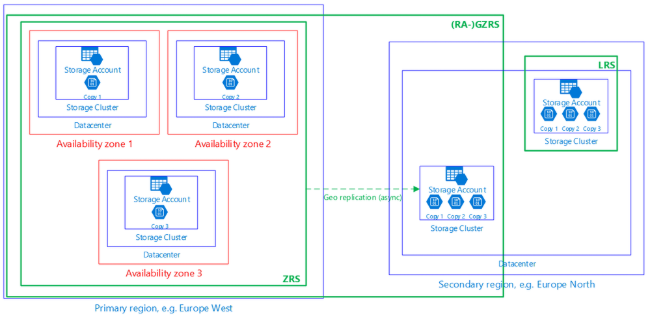 (RA-)GZRS
Storage Account
Copy 1
Storage Cluster
Datacenter
Availability zone 1
Storage Account
Copy 2
Storage Cluster
Datacenter
Availability zone 2
Storage Account
Copy 3
Storage Cluster
Datacenter
Availability zone 3
ZRS
Primary region, e.g. Europe West
Geo replication (async)
LRS
Storage Account
Copy 1 Copy 2 Copy 3
Storage Cluster
Storage Account
Copy 1 Copy 2 Copy 3
Storage Cluster
Datacenter
Secondary region, e.g. Europe North